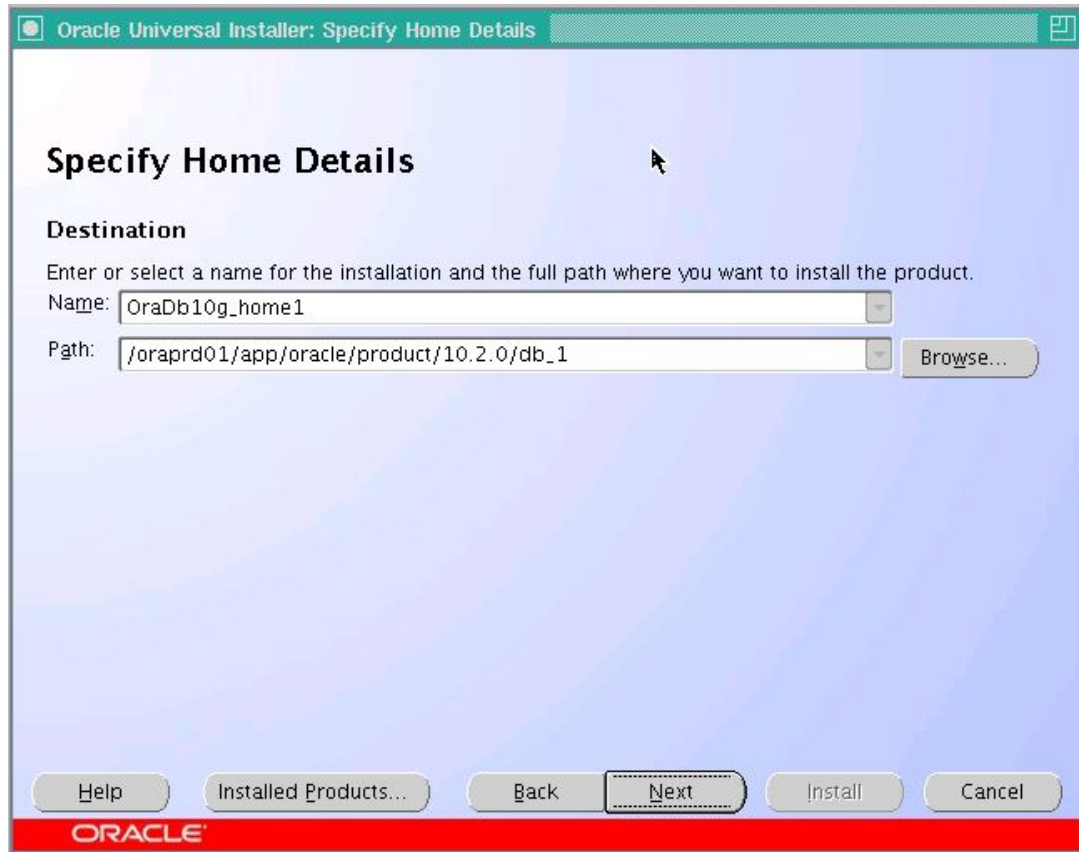 Oracle Universal Installer: Specify Home Details
Specify Home Details
Destination
Enter or select a name for the installation and the full path where you want to install the product.
Name: OraDb10g_home1
Path: /oraprd01/app/oracle/product/10.2.0/db_1 Browse...
Help Installed Products... Back Next Install Cancel
ORACLE